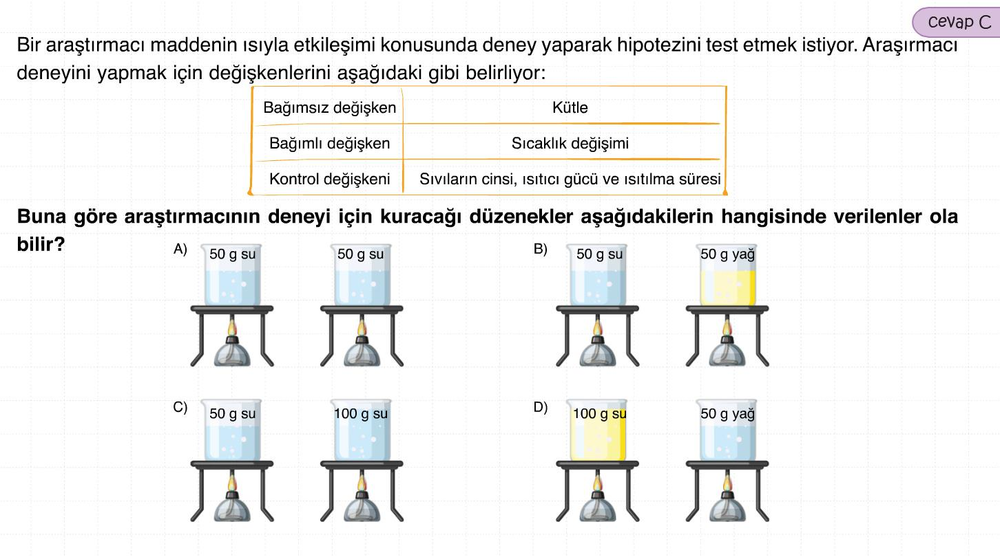 cevap C
Bir araştırmacı maddenin ısıyla etkileşimi konusunda deney yaparak hipotezini test etmek istiyor. Araşırmacı
deneyini yapmak için değişkenlerini aşağıdaki gibi belirliyor:
Bağımsız değişken Kütle
Bağımlı değişken Sıcaklık değişimi
Kontrol değişkeni Sıvıların cinsi, ısıtıcı gücü ve ısıtılma süresi
Buna göre araştırmacının deneyi için kuracağı düzenekler aşağıdakilerin hangisinde verilenler ola
bilir?
A) 50 g su 50 g su
B) 50 g su 50 g yağ
C) 50 g su 100 g su
D) 100 g su 50 g yağ